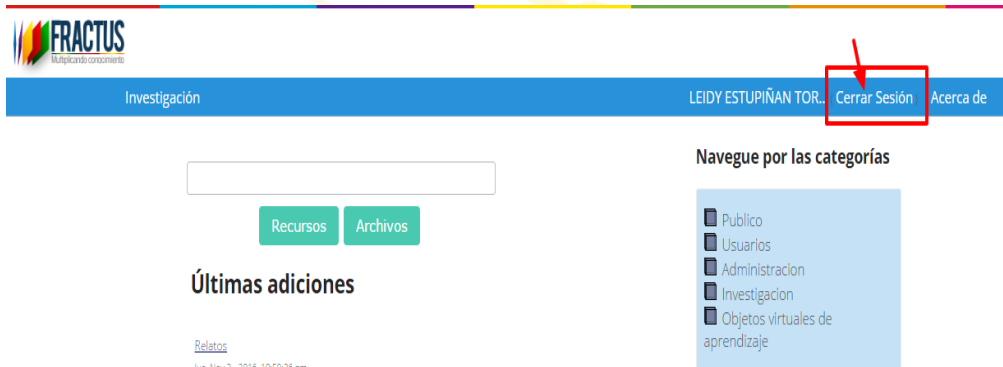 FRACTUS
Multiplicando conocimiento
Investigación
LEIDY ESTUPIÑAN TOR... Cerrar Sesión Acerca de
Navegue por las categorías
Recursos Archivos
Publico
Usuarios
Administracion
Investigacion
Objetos virtuales de
aprendizaje
Últimas adiciones
Relatos